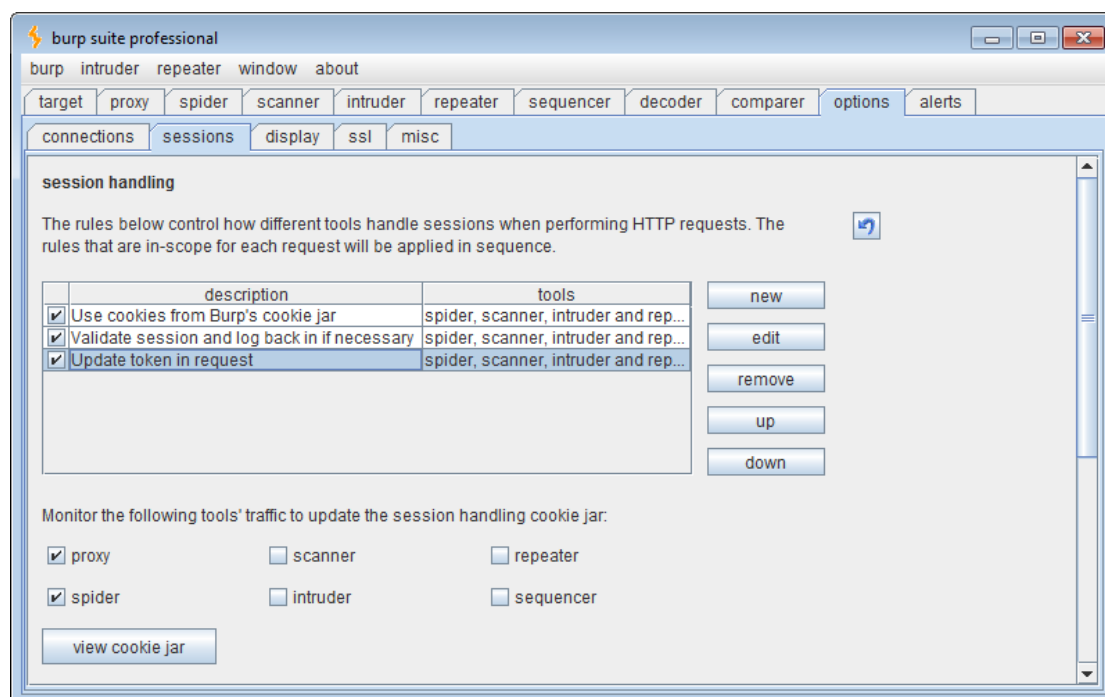 burp suite professional
burp intruder repeater window about
target proxy spider scanner intruder repeater sequencer decoder comparer options alerts
connections sessions display ssl misc
session handling
The rules below control how different tools handle sessions when performing HTTP requests. The
rules that are in-scope for each request will be applied in sequence.
description tools
Use cookies from Burp's cookie jar spider, scanner, intruder and rep...
Validate session and log back in if necessary spider, scanner, intruder and rep...
Update token in request spider, scanner, intruder and rep...
new
edit
remove
up
down
Monitor the following tools' traffic to update the session handling cookie jar:
proxy scanner repeater
spider intruder sequencer
view cookie jar